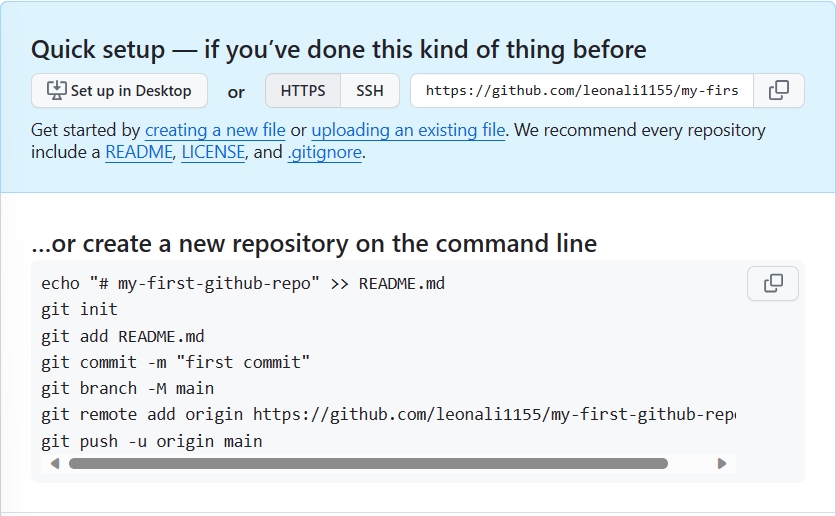 Quick setup — if you’ve done this kind of thing before
Set up in Desktop or HTTPS SSH https://github.com/leonali1155/my-firs
Get started by creating a new file or uploading an existing file. We recommend every repository
include a README, LICENSE, and .gitignore.
…or create a new repository on the command line
echo "# my-first-github-repo" >> README.md
git init
git add README.md
git commit -m "first commit"
git branch -M main
git remote add origin https://github.com/leonali1155/my-first-github-repo
git push -u origin main